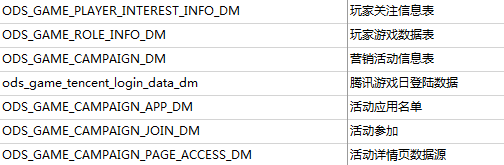 ODS_GAME_PLAYER_INTEREST_INFO_DM 玩家关注信息表
ODS_GAME_ROLE_INFO_DM 玩家游戏数据表
ODS_GAME_CAMPAIGN_DM 营销活动信息表
ods_game_tencent_login_data_dm 腾讯游戏日登陆数据
ODS_GAME_CAMPAIGN_APP_DM 活动应用名单
ODS_GAME_CAMPAIGN_JOIN_DM 活动参加
ODS_GAME_CAMPAIGN_PAGE_ACCESS_DM 活动详情页数据源